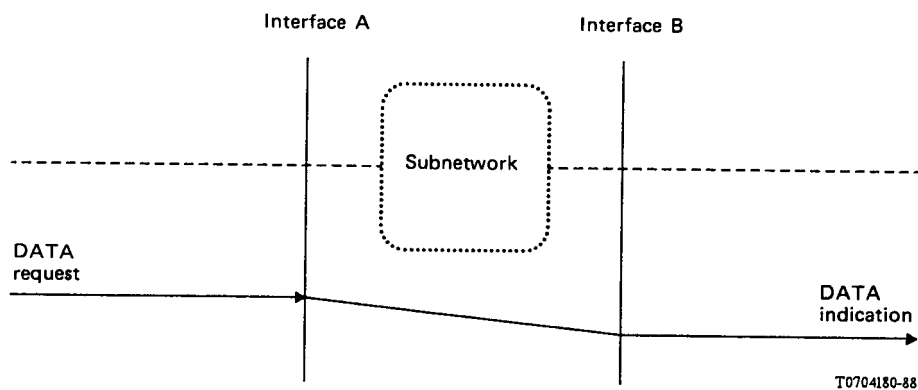 Interface A
Interface B
Subnetwork
DATA
request
DATA
indication
T0704180-88